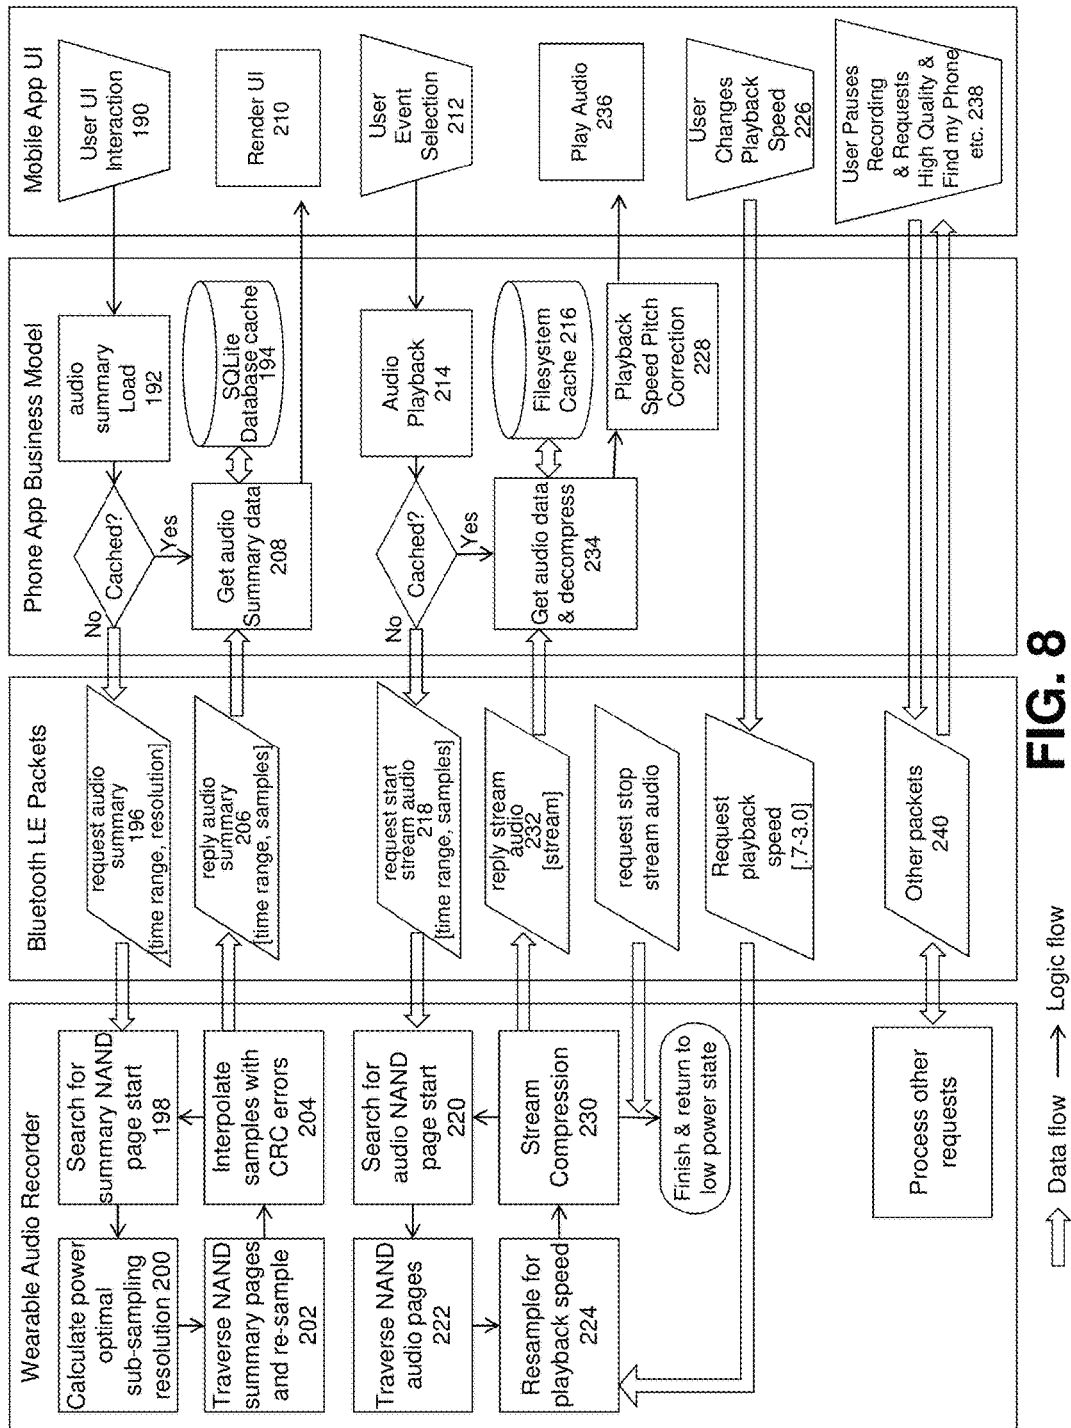 Mobile App UI
User UI
Interaction
190
Render UI
210
User
Event
Selection
212
Play Audio
236
User
Changes
Playback
Speed
226
User Pauses
Recording
& Requests
High Quality &
Find my Phone
etc. 238
Phone App Business Model
audio
summary
Load
192
Cached?
No
Yes
SQLite
Database cache
194
Get audio
Summary data
208
Audio
Playback
214
Cached?
No
Yes
Filesystem
Cache 216
Get audio data
& decompress
234
Playback
Speed Pitch
Correction
228
Bluetooth LE Packets
request audio
summary
196
[time range, resolution]
reply audio
summary
206
[time range, samples]
request start
stream audio
218
[time range, samples]
reply stream
audio
232
[stream]
request stop
stream audio
Request
playback
speed
[.7-3.0]
Other packets
240
Wearable Audio Recorder
Search for
summary NAND
page start
198
Calculate power
optimal
sub-sampling
resolution 200
Interpolate
samples with
CRC errors
204
Traverse NAND
summary pages
and re-sample
202
Search for
audio NAND
page start
220
Traverse NAND
audio pages
222
Stream
Compression
230
Resample for
playback speed
224
Finish & return to
low power state
Process other
requests
Data flow
Logic flow
FIG. 8